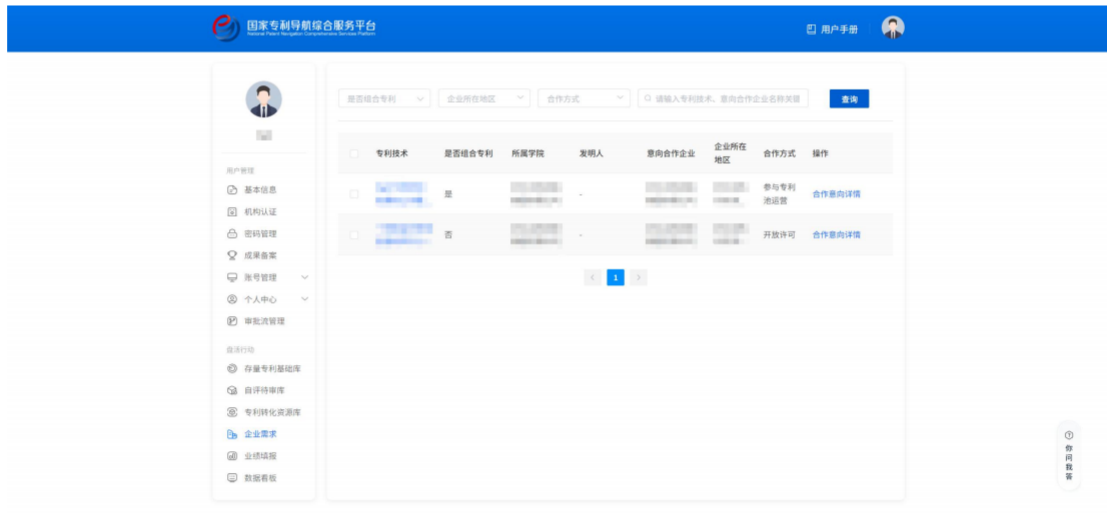 国家专利导航综合服务平台
National Patent Navigation Comprehensive Services Platform
用户手册
用户管理
基本信息
机构认证
密码管理
成果备案
账号管理
个人中心
审批流管理
盘活行动
存量专利基础库
自评待审库
专利转化资源库
企业需求
业绩填报
数据看板
是否组合专利
企业所在地区
合作方式
请输入专利技术、意向合作企业名称关键
查询
专利技术
是否组合专利
所属学院
发明人
意向合作企业
企业所在
地区
合作方式
操作
是
-
参与专利
池运营
合作意向详情
否
-
开放许可
合作意向详情
<
1
>
你
问
我
答